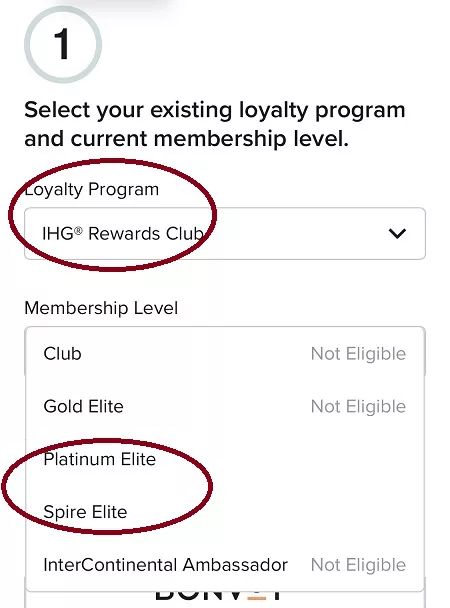 1
Select your existing loyalty program
and current membership level.
Loyalty Program
IHG® Rewards Club
Membership Level
Club Not Eligible
Gold Elite Not Eligible
Platinum Elite
Spire Elite
InterContinental Ambassador Not Eligible